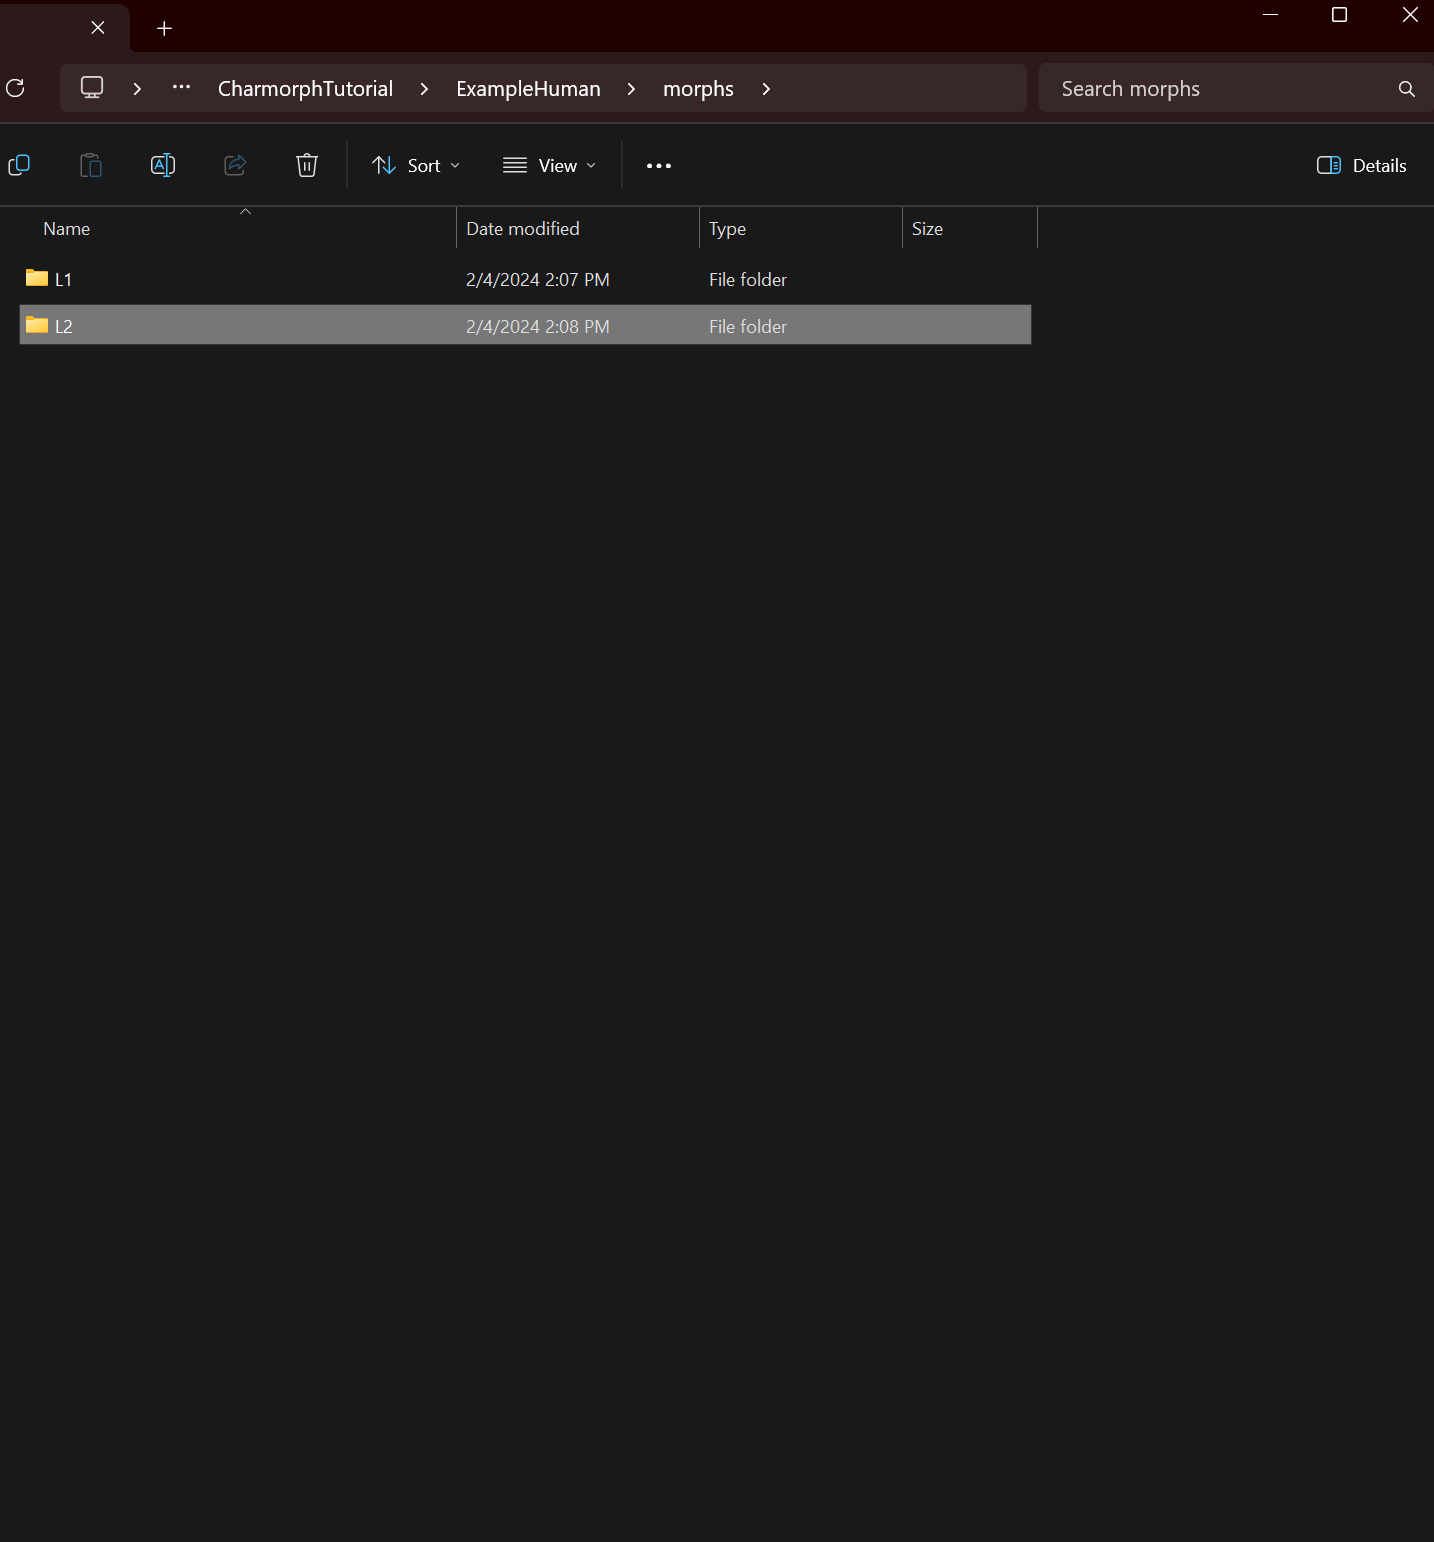 CharmorphTutorial > ExampleHuman > morphs >
Search morphs
Sort
View
Details
Name
Date modified
Type
Size
L1 2/4/2024 2:07 PM File folder
L2 2/4/2024 2:08 PM File folder